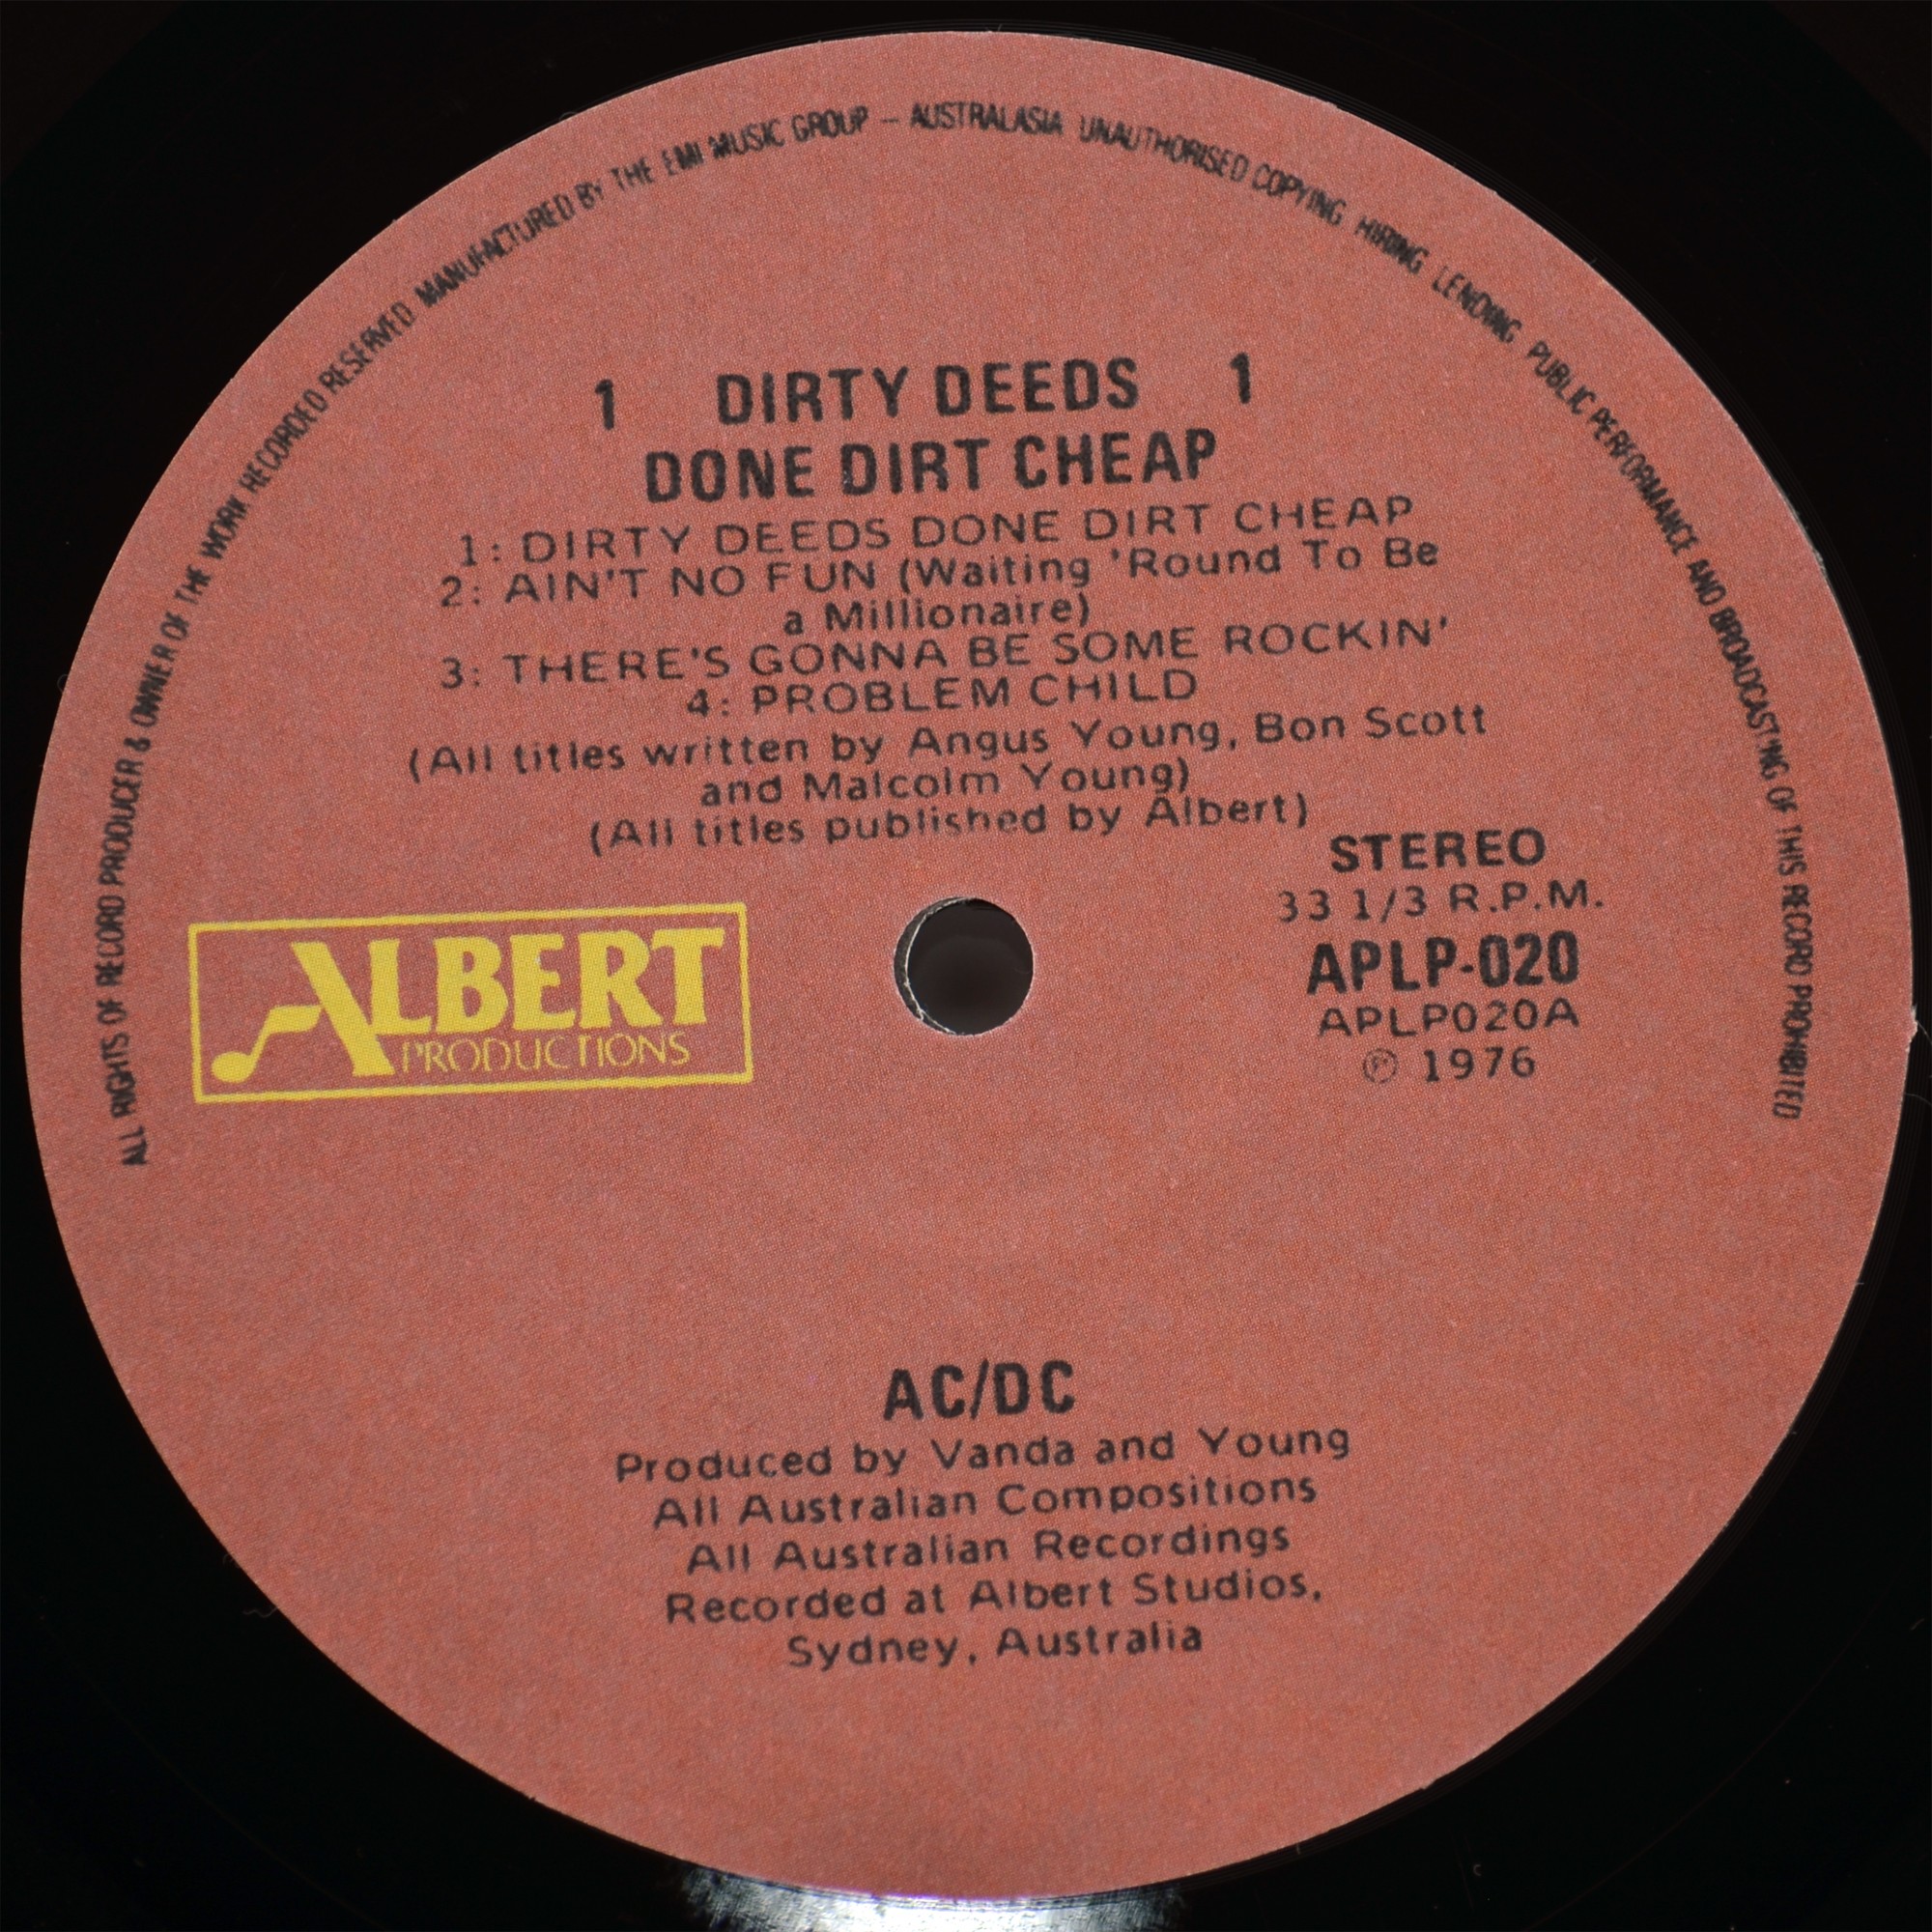 ALL RIGHTS OF RECORD PRODUCER & OWNER OF THE WORK RECORDED RESERVED MANUFACTURED BY THE EMI MUSIC GROUP – AUSTRALASIA UNAUTHORISED COPYING HIRING LENDING PUBLIC PERFORMANCE AND BROADCASTING OF THIS RECORD PROHIBITED
1 DIRTY DEEDS 1
DONE DIRT CHEAP
1: DIRTY DEEDS DONE DIRT CHEAP
2: AIN'T NO FUN (Waiting 'Round To Be
a Millionaire)
3: THERE'S GONNA BE SOME ROCKIN'
4: PROBLEM CHILD
(All titles written by Angus Young, Bon Scott
and Malcolm Young)
(All titles published by Albert)
STEREO
33 1/3 R.P.M.
APLP-020
APLP020A
℗ 1976
ALBERT
PRODUCTIONS
AC/DC
Produced by Vanda and Young
All Australian Compositions
All Australian Recordings
Recorded at Albert Studios,
Sydney, Australia